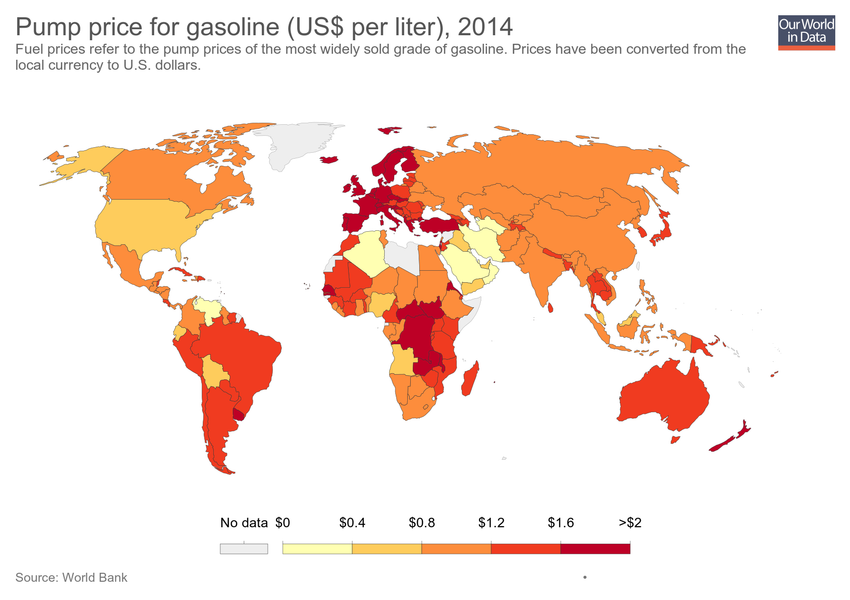 Pump price for gasoline (US$ per liter), 2014
Our World
in Data
Fuel prices refer to the pump prices of the most widely sold grade of gasoline. Prices have been converted from the
local currency to U.S. dollars.
No data $0 $0.4 $0.8 $1.2 $1.6 >$2
Source: World Bank